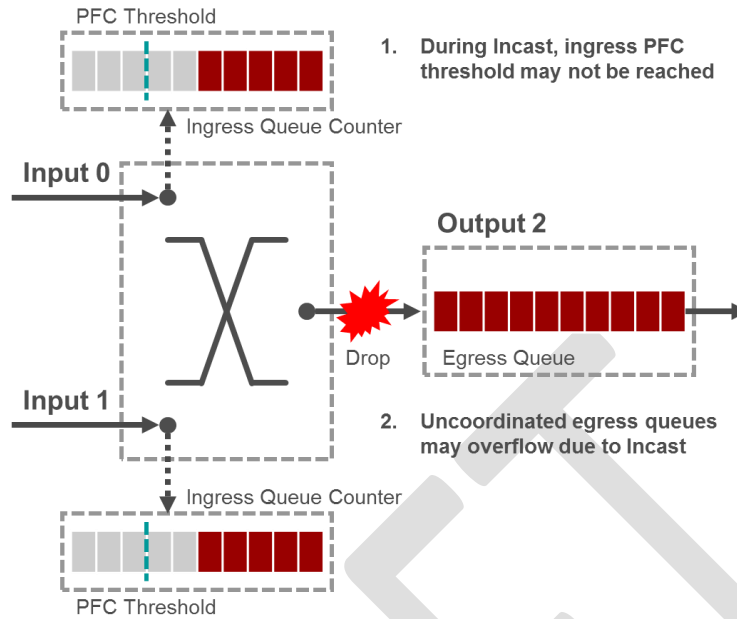 PFC Threshold
1. During Incast, ingress PFC
threshold may not be reached
Ingress Queue Counter
Input 0
Output 2
Drop
Egress Queue
Input 1
2. Uncoordinated egress queues
may overflow due to Incast
Ingress Queue Counter
PFC Threshold